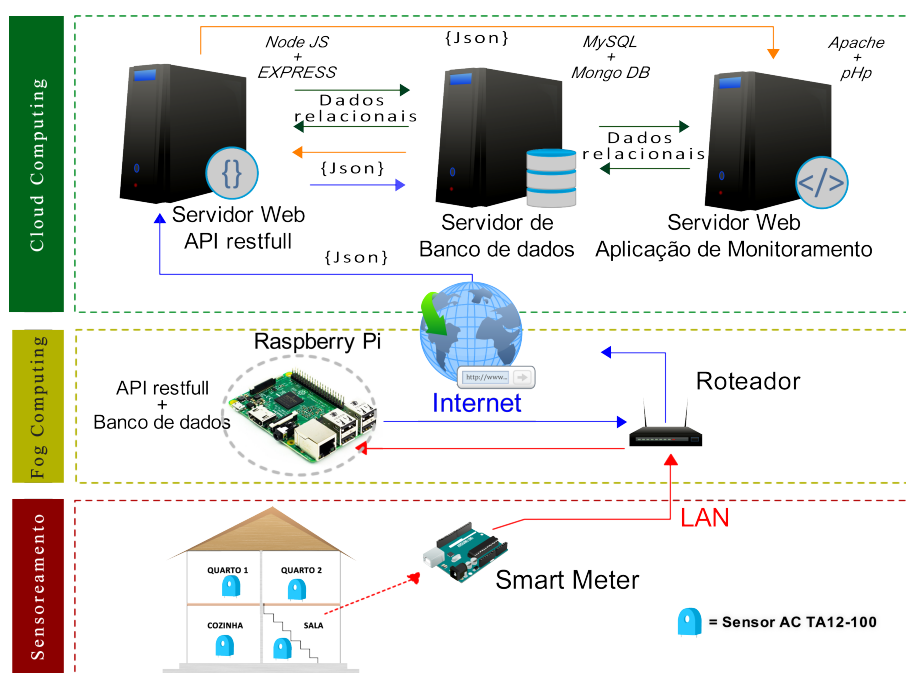 Cloud Computing
Node JS
+
EXPRESS
{Json}
MySQL
+
Mongo DB
Apache
+
pHp
Dados
relacionais
{Json}
Dados
relacionais
{}
</>
Servidor Web
API restfull
Servidor de
Banco de dados
Servidor Web
Aplicação de Monitoramento
{Json}
Fog Computing
Raspberry Pi
API restfull
+
Banco de dados
http://www...
Internet
Roteador
Sensoreamento
LAN
QUARTO 1
QUARTO 2
COZINHA
SALA
Smart Meter
= Sensor AC TA12-100